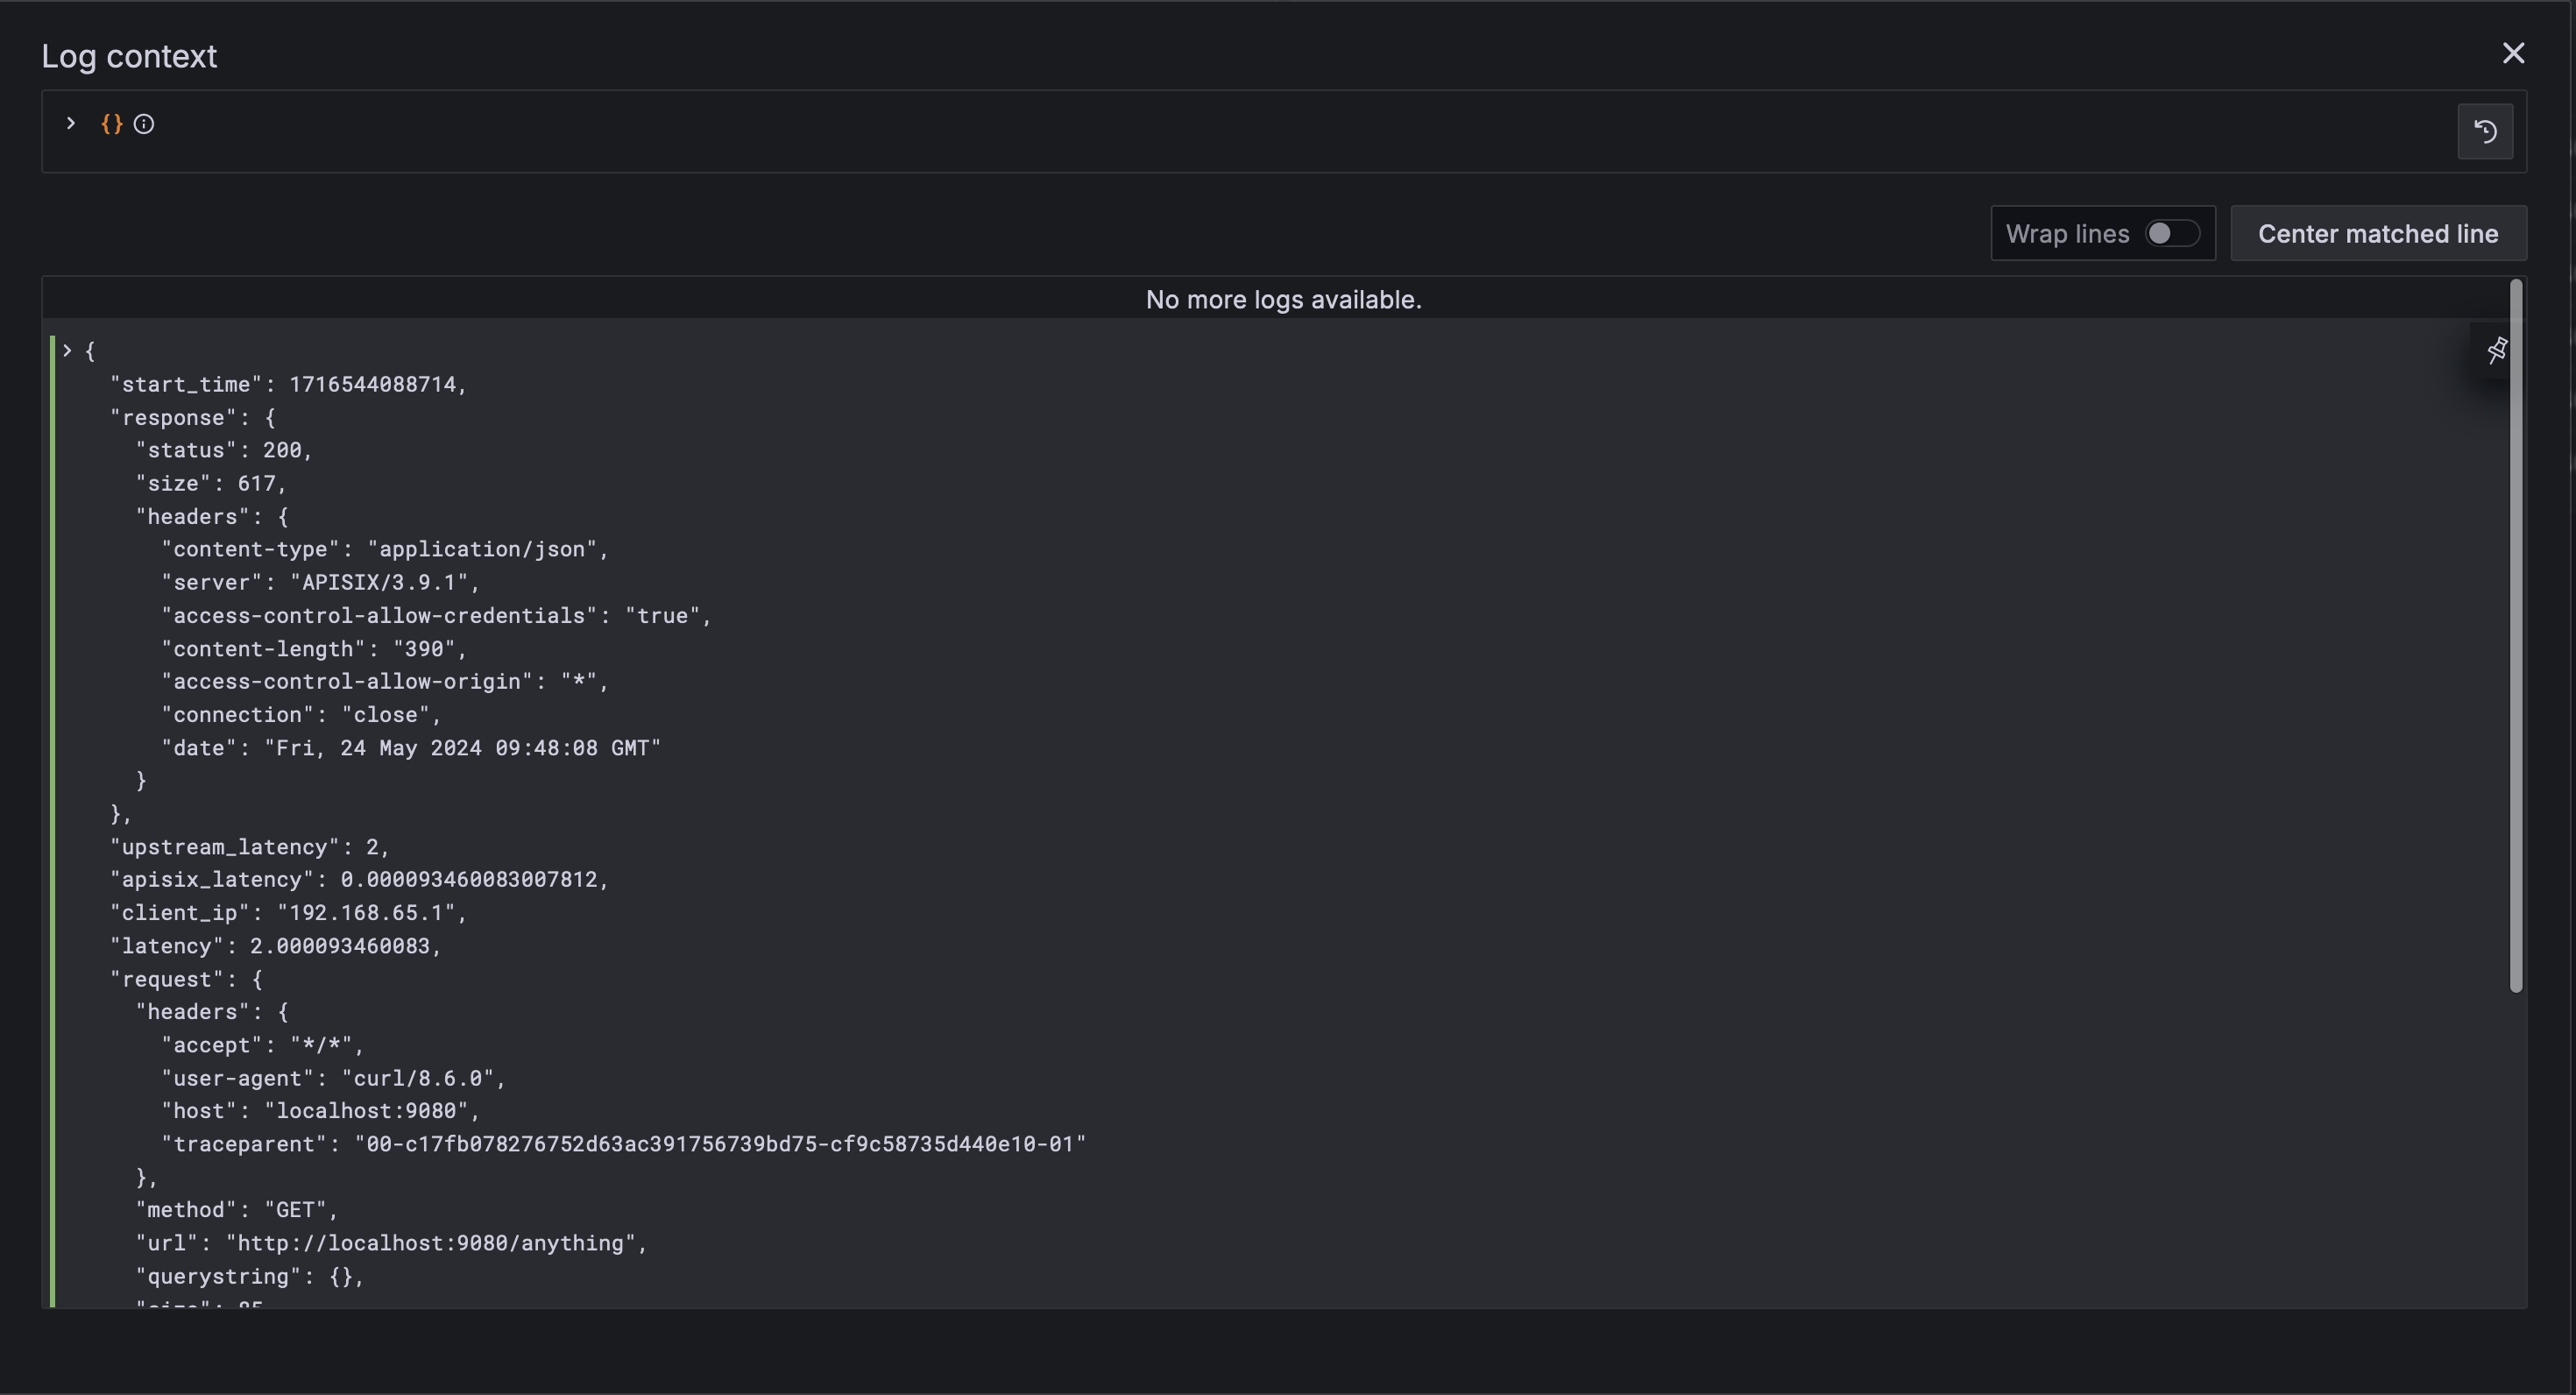 Log context
{}
Wrap lines
Center matched line
No more logs available.
{
"start_time": 1716544088714,
"response": {
"status": 200,
"size": 617,
"headers": {
"content-type": "application/json",
"server": "APISIX/3.9.1",
"access-control-allow-credentials": "true",
"content-length": "390",
"access-control-allow-origin": "*",
"connection": "close",
"date": "Fri, 24 May 2024 09:48:08 GMT"
}
},
"upstream_latency": 2,
"apisix_latency": 0.000093460083007812,
"client_ip": "192.168.65.1",
"latency": 2.000093460083,
"request": {
"headers": {
"accept": "*/*",
"user-agent": "curl/8.6.0",
"host": "localhost:9080",
"traceparent": "00-c17fb078276752d63ac391756739bd75-cf9c58735d440e10-01"
},
"method": "GET",
"url": "http://localhost:9080/anything",
"querystring": {},